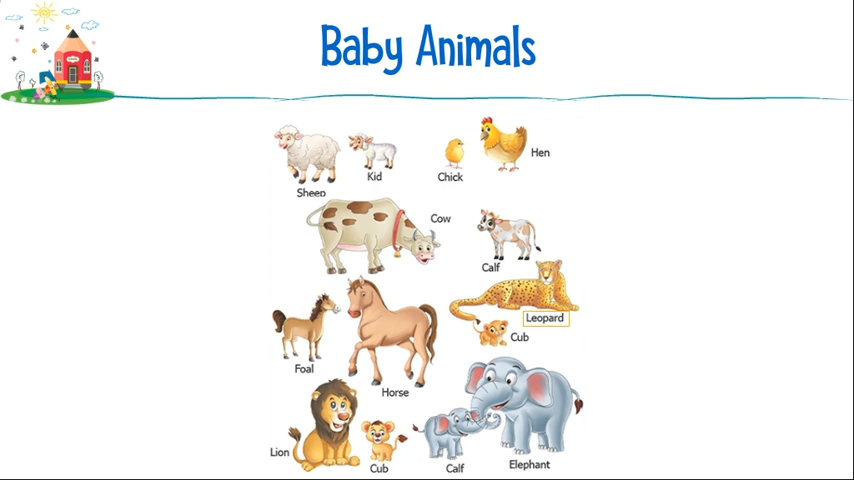 Baby Animals
Sheep
Kid
Chick
Hen
Cow
Calf
Foal
Horse
Leopard
Cub
Lion
Cub
Calf
Elephant